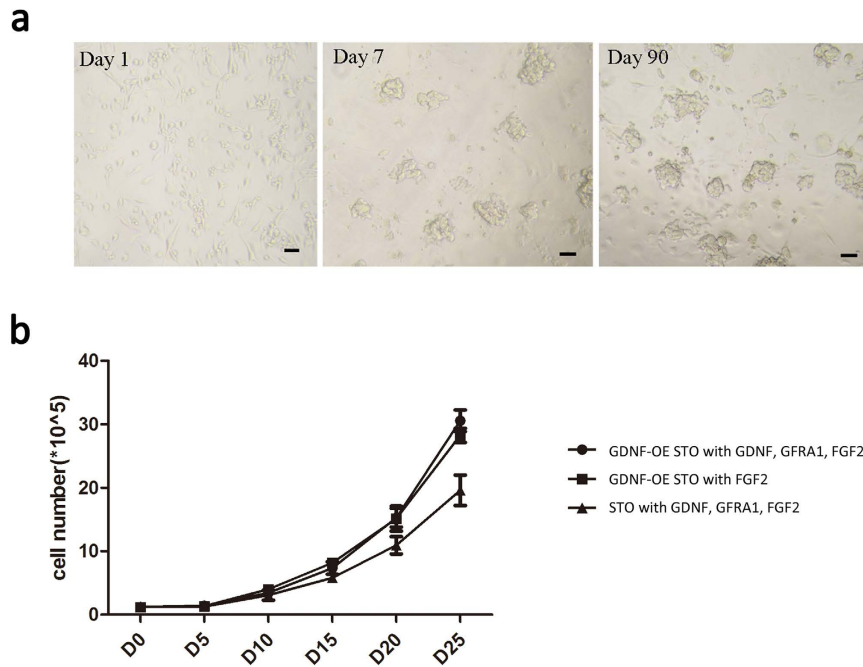 a
Day 1
Day 7
Day 90
b
cell number(*10^5)
40
30
20
10
0
D0
D5
D10
D15
D20
D25
GDNF-OE STO with GDNF, GFRA1, FGF2
GDNF-OE STO with FGF2
STO with GDNF, GFRA1, FGF2